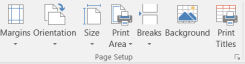 Margins Orientation Size Print Breaks Background Print
Area Titles
Page Setup